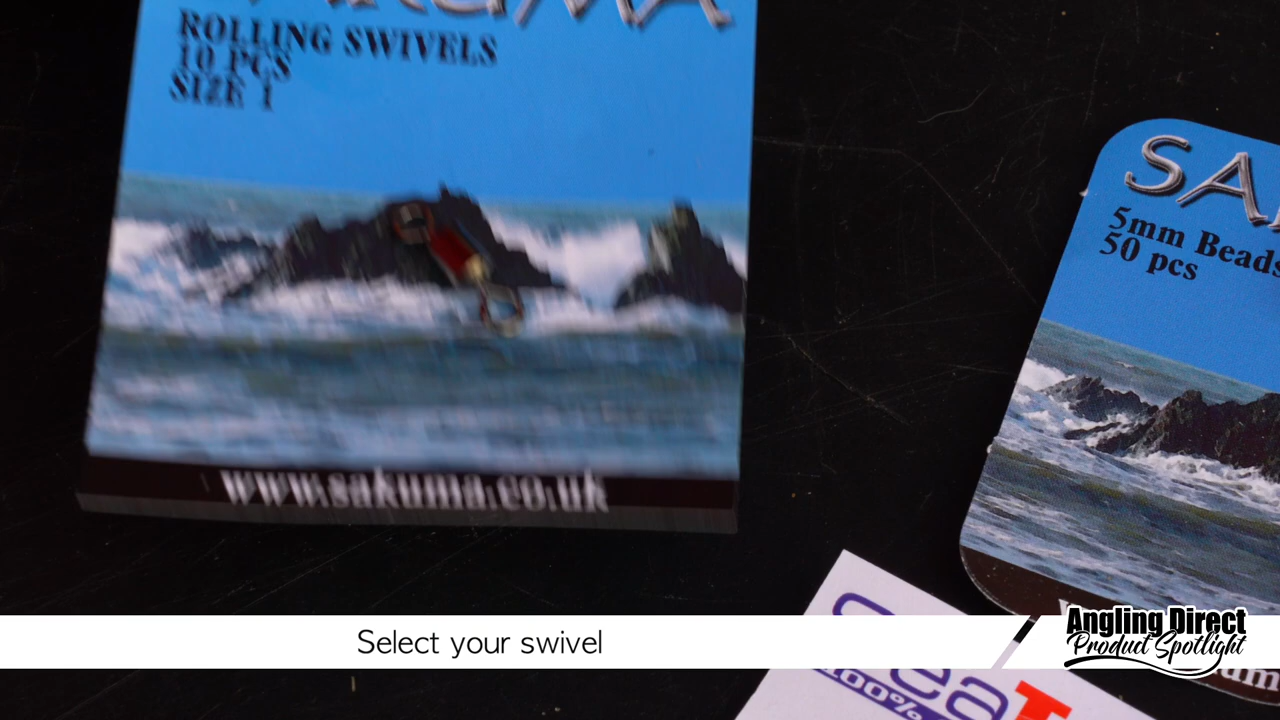 SAKUMA
ROLLING SWIVELS
10 PCS
SIZE 1
www.sakuma.co.uk
SA
5mm Beads
50 pcs
Select your swivel
Angling Direct
Product Spotlight
100%